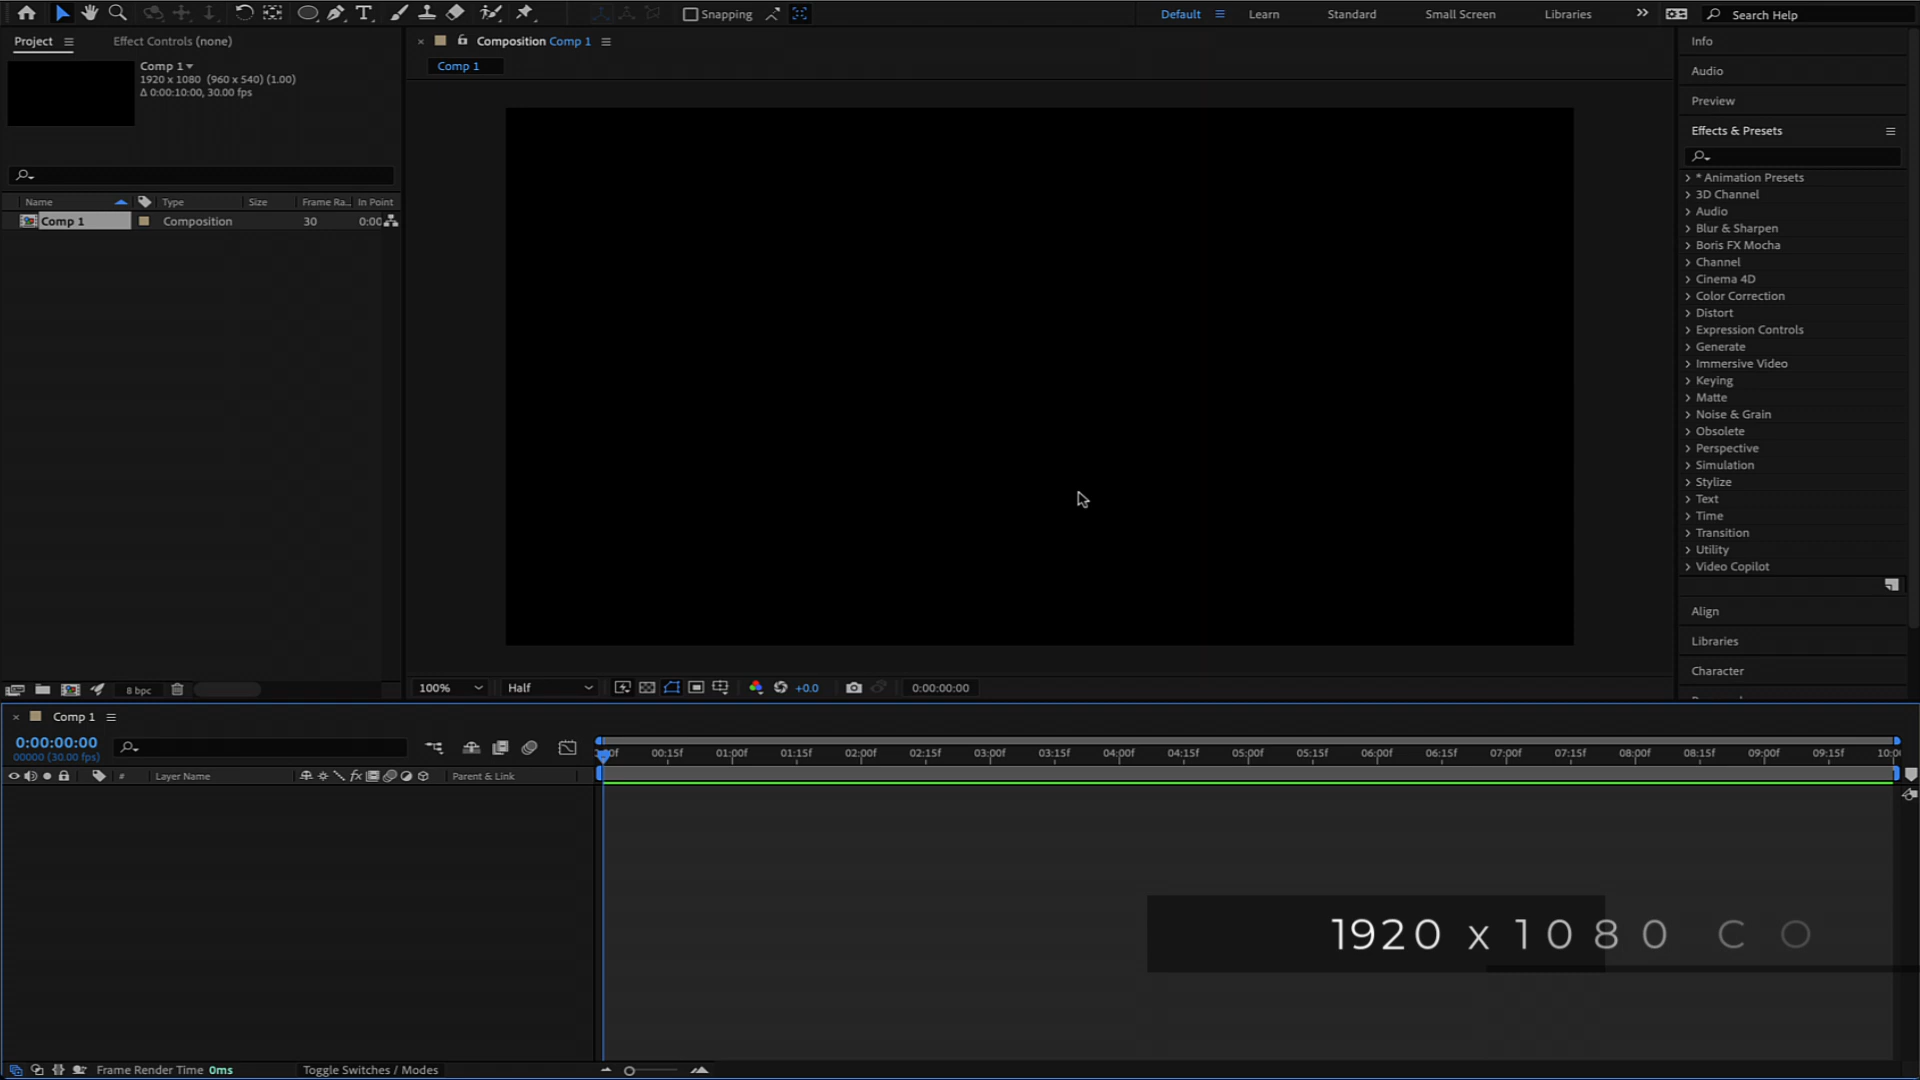 Snapping
Default
Learn
Standard
Small Screen
Libraries
Search Help
Project
Effect Controls (none)
Composition Comp 1
Comp 1
Comp 1
1920 x 1080 (960 x 540) (1.00)
Δ 0:00:10:00, 30.00 fps
Name
Type
Size
Frame Ra...
In Point
Comp 1
Composition
30
0:00
8 bpc
100%
Half
+0.0
0:00:00:00
Info
Audio
Preview
Effects & Presets
* Animation Presets
3D Channel
Audio
Blur & Sharpen
Boris FX Mocha
Channel
Cinema 4D
Color Correction
Distort
Expression Controls
Generate
Immersive Video
Keying
Matte
Noise & Grain
Obsolete
Perspective
Simulation
Stylize
Text
Time
Transition
Utility
Video Copilot
Align
Libraries
Character
Comp 1
0:00:00:00
00000 (30.00 fps)
00:15f 01:00f 01:15f 02:00f 02:15f 03:00f 03:15f 04:00f 04:15f 05:00f 05:15f 06:00f 06:15f 07:00f 07:15f 08:00f 08:15f 09:00f 09:15f
#
Layer Name
fx
Parent & Link
1920 x 1080 CO
Frame Render Time 0ms
Toggle Switches / Modes